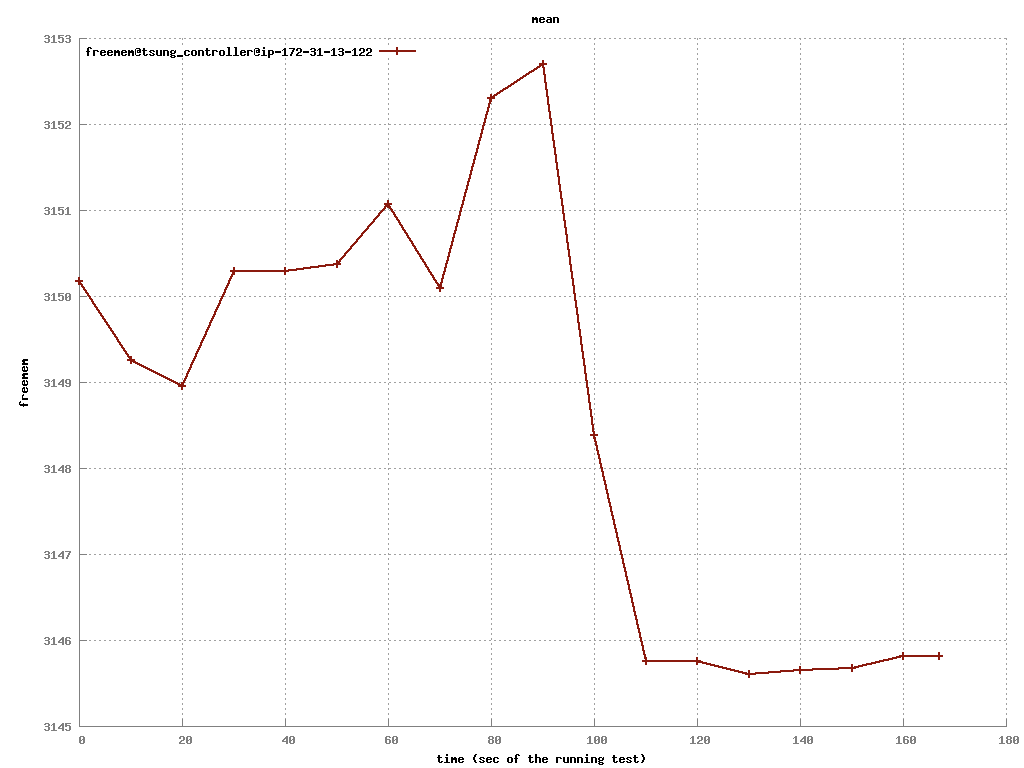 mean
3153
freemem@tsung_controller@ip-172-31-13-122
3152
3151
3150
3149
freemem
3148
3147
3146
3145
0 20 40 60 80 100 120 140 160 180
time (sec of the running test)